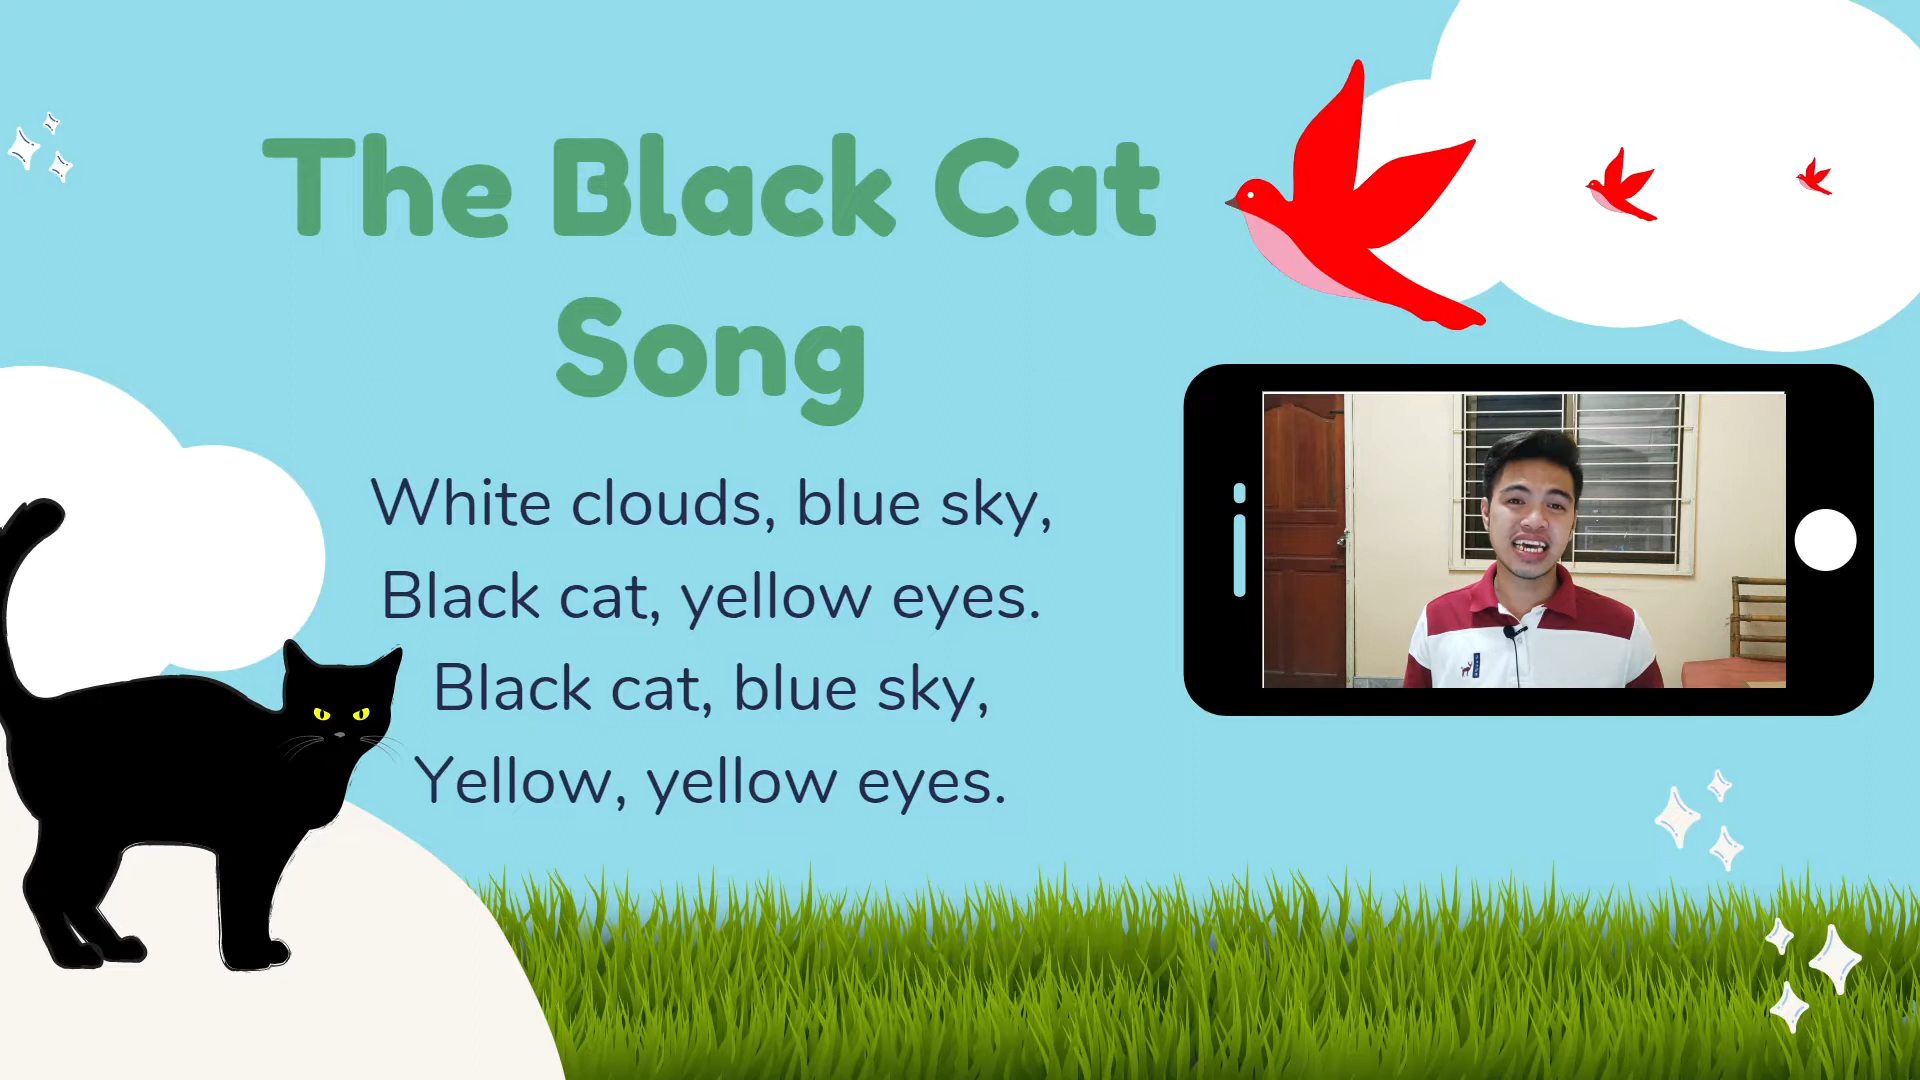 The Black Cat
Song
White clouds, blue sky,
Black cat, yellow eyes.
Black cat, blue sky,
Yellow, yellow eyes.